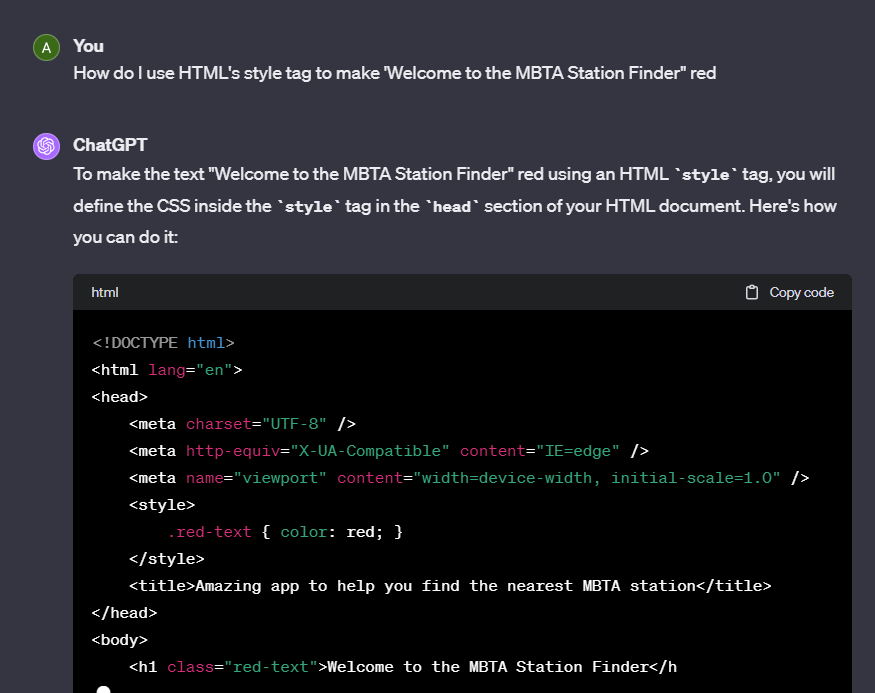 A
You
How do I use HTML's style tag to make 'Welcome to the MBTA Station Finder" red
ChatGPT
To make the text "Welcome to the MBTA Station Finder" red using an HTML `style` tag, you will
define the CSS inside the `style` tag in the `head` section of your HTML document. Here's how
you can do it:
html
Copy code
<!DOCTYPE html>
<html lang="en">
<head>
    <meta charset="UTF-8" />
    <meta http-equiv="X-UA-Compatible" content="IE=edge" />
    <meta name="viewport" content="width=device-width, initial-scale=1.0" />
    <style>
        .red-text { color: red; }
    </style>
    <title>Amazing app to help you find the nearest MBTA station</title>
</head>
<body>
    <h1 class="red-text">Welcome to the MBTA Station Finder</h